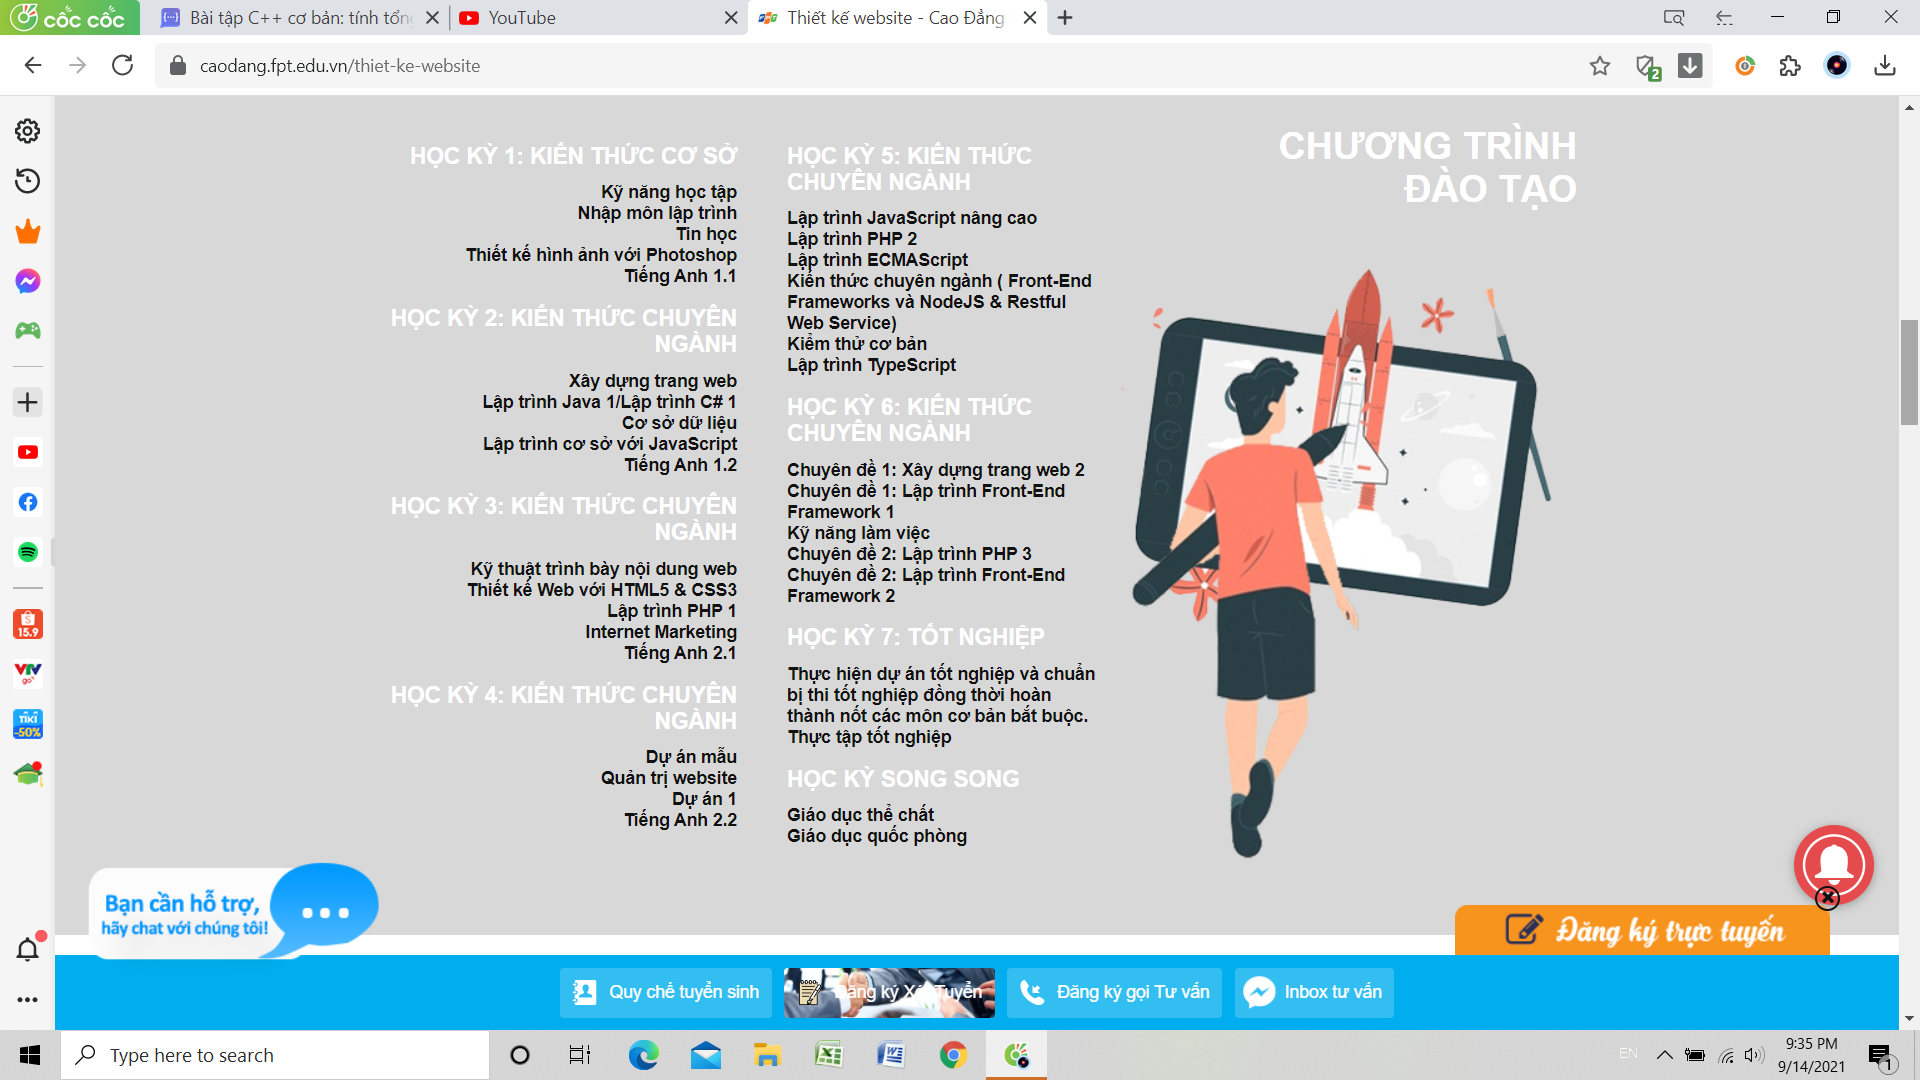 cốc cốc
Bài tập C++ cơ bản: tính tổng
YouTube
Thiết kế website - Cao Đẳng
caodang.fpt.edu.vn/thiet-ke-website
2
CHƯƠNG TRÌNH
ĐÀO TẠO
HỌC KỲ 1: KIẾN THỨC CƠ SỞ
Kỹ năng học tập
Nhập môn lập trình
Tin học
Thiết kế hình ảnh với Photoshop
Tiếng Anh 1.1
HỌC KỲ 2: KIẾN THỨC CHUYÊN
NGÀNH
Xây dựng trang web
Lập trình Java 1/Lập trình C# 1
Cơ sở dữ liệu
Lập trình cơ sở với JavaScript
Tiếng Anh 1.2
HỌC KỲ 3: KIẾN THỨC CHUYÊN
NGÀNH
Kỹ thuật trình bày nội dung web
Thiết kế Web với HTML5 & CSS3
Lập trình PHP 1
Internet Marketing
Tiếng Anh 2.1
HỌC KỲ 4: KIẾN THỨC CHUYÊN
NGÀNH
Dự án mẫu
Quản trị website
Dự án 1
Tiếng Anh 2.2
HỌC KỲ 5: KIẾN THỨC
CHUYÊN NGÀNH
Lập trình JavaScript nâng cao
Lập trình PHP 2
Lập trình ECMAScript
Kiến thức chuyên ngành ( Front-End
Frameworks và NodeJS & Restful
Web Service)
Kiểm thử cơ bản
Lập trình TypeScript
HỌC KỲ 6: KIẾN THỨC
CHUYÊN NGÀNH
Chuyên đề 1: Xây dựng trang web 2
Chuyên đề 1: Lập trình Front-End
Framework 1
Kỹ năng làm việc
Chuyên đề 2: Lập trình PHP 3
Chuyên đề 2: Lập trình Front-End
Framework 2
HỌC KỲ 7: TỐT NGHIỆP
Thực hiện dự án tốt nghiệp và chuẩn
bị thi tốt nghiệp đồng thời hoàn
thành nốt các môn cơ bản bắt buộc.
Thực tập tốt nghiệp
HỌC KỲ SONG SONG
Giáo dục thể chất
Giáo dục quốc phòng
15.9
VTV
go
TIKI
-50%
Bạn cần hỗ trợ,
hãy chat với chúng tôi!
Đăng ký trực tuyến
Quy chế tuyển sinh
Đăng ký Xét Tuyển
Đăng ký gọi Tư vấn
Inbox tư vấn
Type here to search
EN
9:35 PM
9/14/2021
1